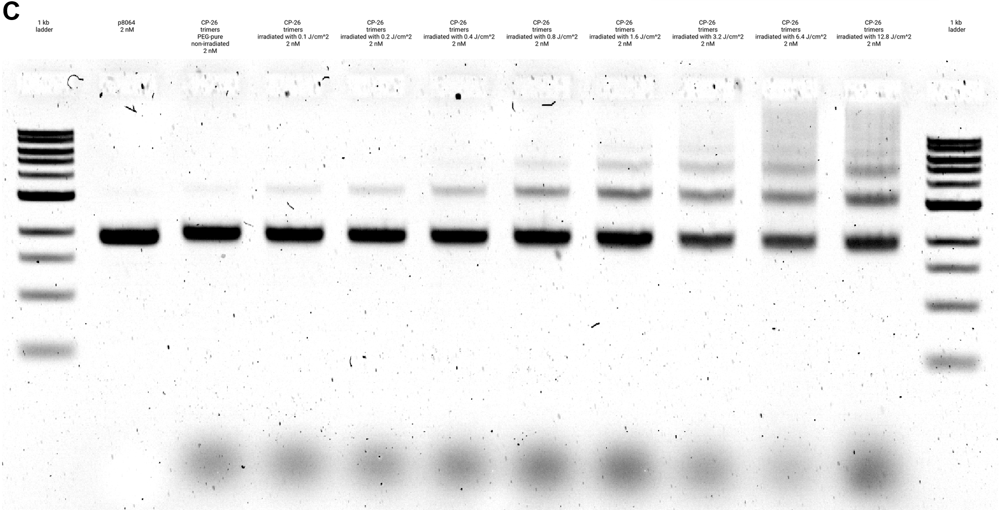 C
1 kb
ladder
p8064
2 nM
CP-26
trimers
PEG-pure
non-irradiated
2 nM
CP-26
trimers
irradiated with 0.1 J/cm^2
2 nM
CP-26
trimers
irradiated with 0.2 J/cm^2
2 nM
CP-26
trimers
irradiated with 0.4 J/cm^2
2 nM
CP-26
trimers
irradiated with 0.8 J/cm^2
2 nM
CP-26
trimers
irradiated with 1.6 J/cm^2
2 nM
CP-26
trimers
irradiated with 3.2 J/cm^2
2 nM
CP-26
trimers
irradiated with 6.4 J/cm^2
2 nM
CP-26
trimers
irradiated with 12.8 J/cm^2
2 nM
1 kb
ladder